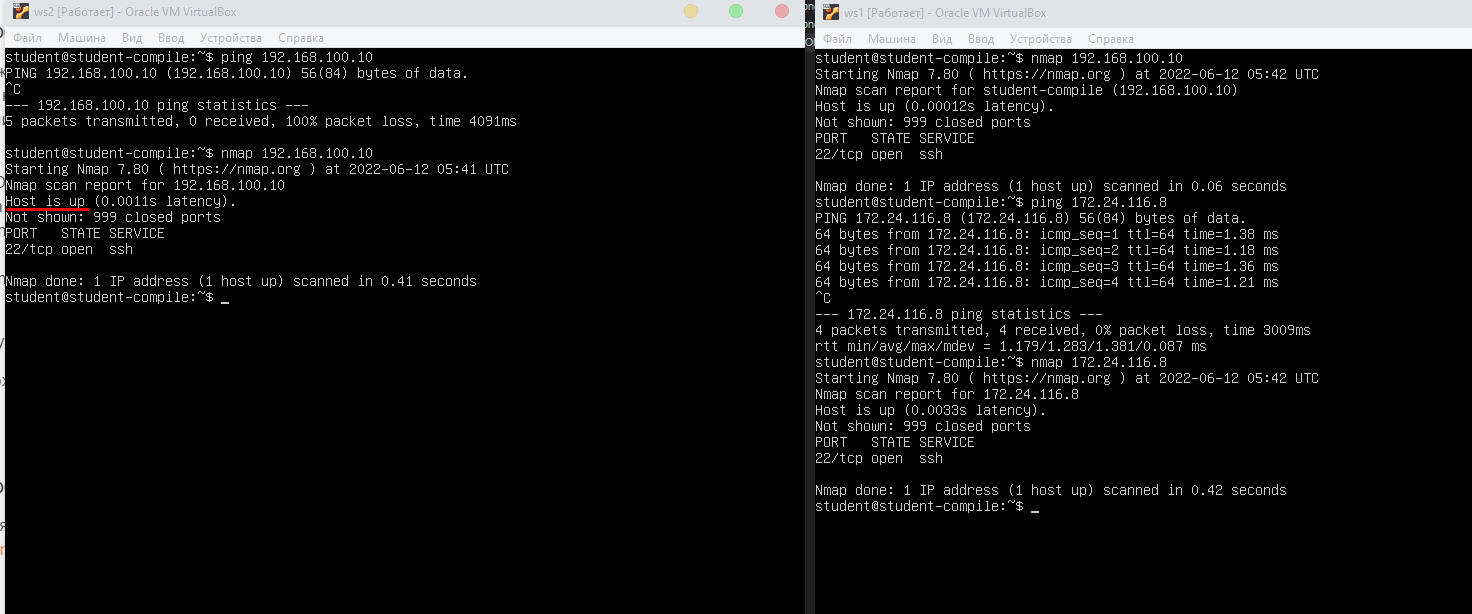 ws2 [Работает] - Oracle VM VirtualBox
Файл Машина Вид Ввод Устройства Справка
student@student-compile:~$ ping 192.168.100.10
PING 192.168.100.10 (192.168.100.10) 56(84) bytes of data.
^C
--- 192.168.100.10 ping statistics ---
5 packets transmitted, 0 received, 100% packet loss, time 4091ms
student@student-compile:~$ nmap 192.168.100.10
Starting Nmap 7.80 ( https://nmap.org ) at 2022-06-12 05:41 UTC
Nmap scan report for 192.168.100.10
Host is up (0.0011s latency).
Not shown: 999 closed ports
PORT   STATE SERVICE
22/tcp open  ssh
Nmap done: 1 IP address (1 host up) scanned in 0.41 seconds
student@student-compile:~$ _
ws1 [Работает] - Oracle VM VirtualBox
Файл Машина Вид Ввод Устройства Справка
student@student-compile:~$ nmap 192.168.100.10
Starting Nmap 7.80 ( https://nmap.org ) at 2022-06-12 05:42 UTC
Nmap scan report for student-compile (192.168.100.10)
Host is up (0.00012s latency).
Not shown: 999 closed ports
PORT   STATE SERVICE
22/tcp open  ssh
Nmap done: 1 IP address (1 host up) scanned in 0.06 seconds
student@student-compile:~$ ping 172.24.116.8
PING 172.24.116.8 (172.24.116.8) 56(84) bytes of data.
64 bytes from 172.24.116.8: icmp_seq=1 ttl=64 time=1.38 ms
64 bytes from 172.24.116.8: icmp_seq=2 ttl=64 time=1.18 ms
64 bytes from 172.24.116.8: icmp_seq=3 ttl=64 time=1.36 ms
64 bytes from 172.24.116.8: icmp_seq=4 ttl=64 time=1.21 ms
^C
--- 172.24.116.8 ping statistics ---
4 packets transmitted, 4 received, 0% packet loss, time 3009ms
rtt min/avg/max/mdev = 1.179/1.283/1.381/0.087 ms
student@student-compile:~$ nmap 172.24.116.8
Starting Nmap 7.80 ( https://nmap.org ) at 2022-06-12 05:42 UTC
Nmap scan report for 172.24.116.8
Host is up (0.0033s latency).
Not shown: 999 closed ports
PORT   STATE SERVICE
22/tcp open  ssh
Nmap done: 1 IP address (1 host up) scanned in 0.42 seconds
student@student-compile:~$ _